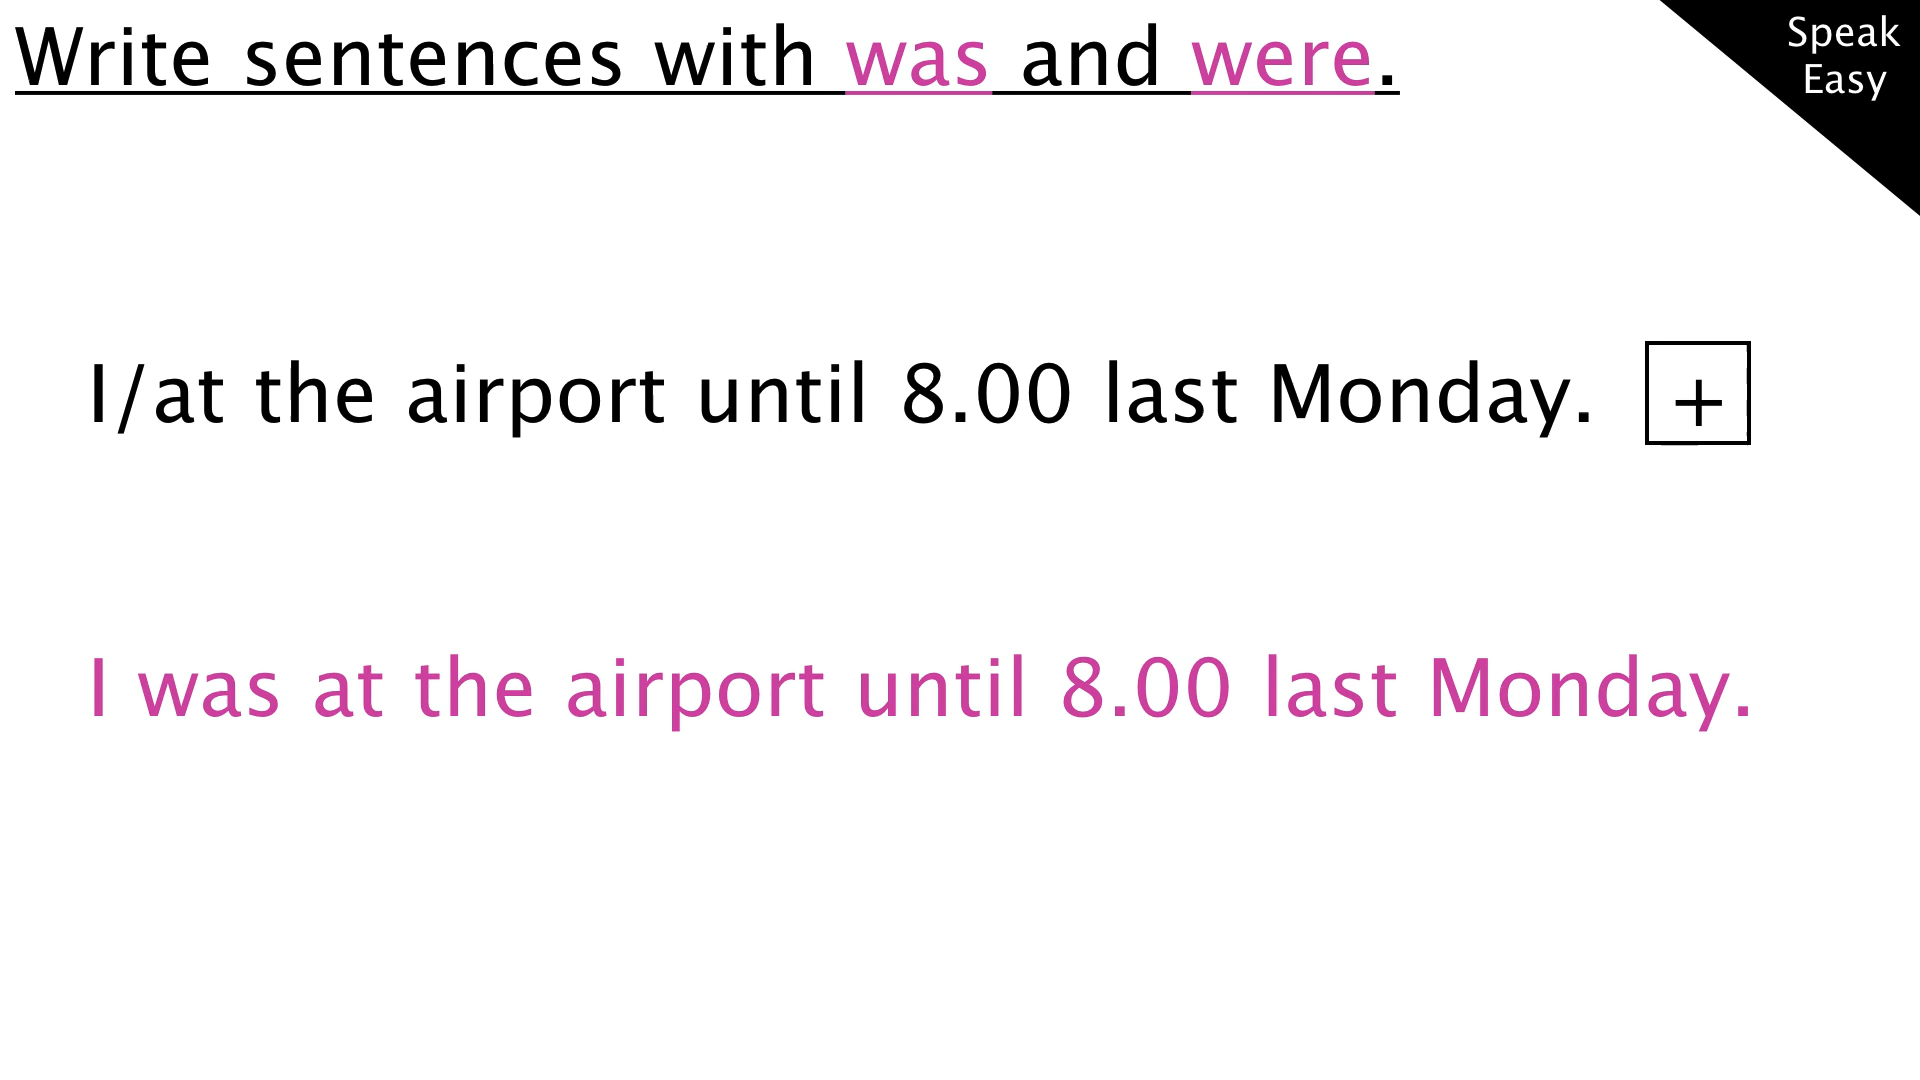 Write sentences with was and were.
Speak
Easy
I/at the airport until 8.00 last Monday. +
I was at the airport until 8.00 last Monday.